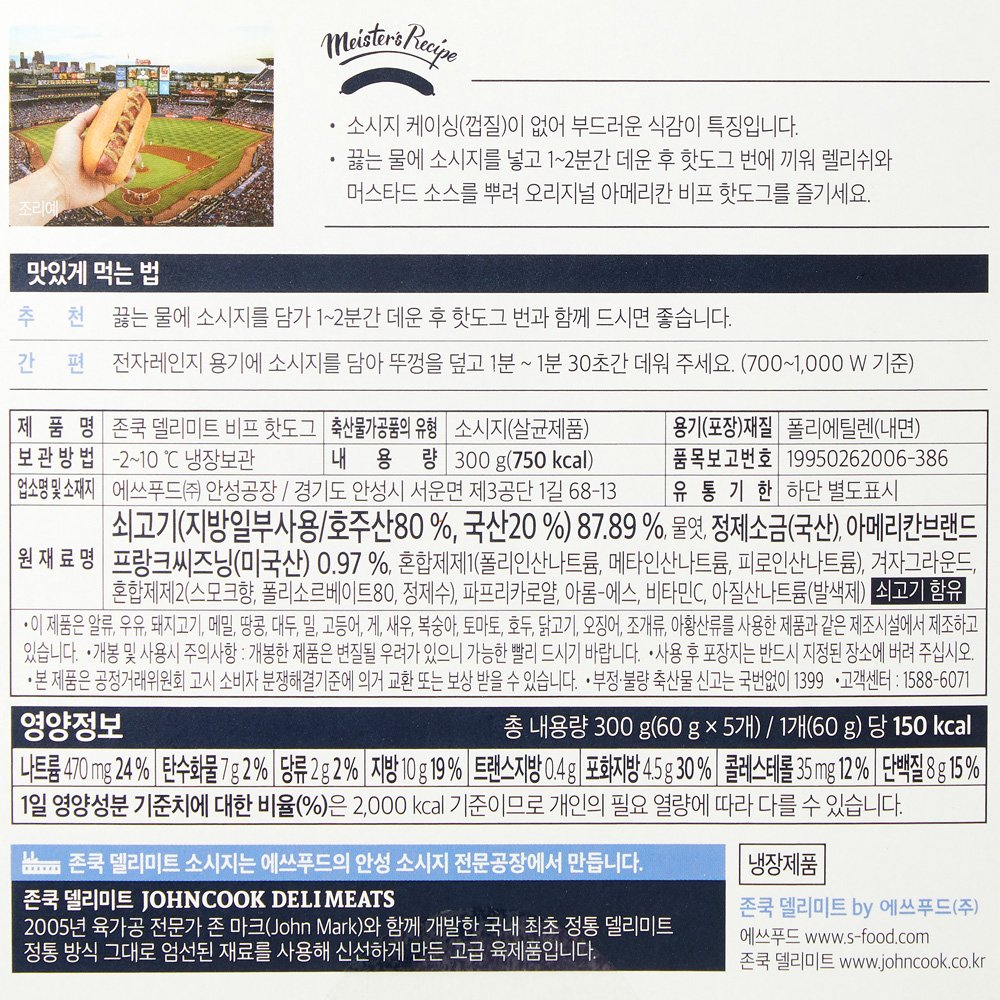 Meister's Recipe
• 소시지 케이싱(껍질)이 없어 부드러운 식감이 특징입니다.
• 끓는 물에 소시지를 넣고 1~2분간 데운 후 핫도그 번에 끼워 렐리쉬와
머스타드 소스를 뿌려 오리지널 아메리칸 비프 핫도그를 즐기세요.
조리예
맛있게 먹는 법
추 천 끓는 물에 소시지를 담가 1~2분간 데운 후 핫도그 번과 함께 드시면 좋습니다.
간 편 전자레인지 용기에 소시지를 담아 뚜껑을 덮고 1분 ~ 1분 30초간 데워 주세요. (700~1,000 W 기준)
제 품 명 존쿡 델리미트 비프 핫도그 축산물가공품의 유형 소시지(살균제품) 용기(포장)재질 폴리에틸렌(내면)
보관방법 -2~10 ℃ 냉장보관 내 용 량 300 g(750 kcal) 품목보고번호 19950262006-386
업소명 및 소재지 에쓰푸드㈜ 안성공장 / 경기도 안성시 서운면 제3공단 1길 68-13 유 통 기 한 하단 별도표시
원재료명 쇠고기(지방일부사용/호주산80 %, 국산20 %) 87.89 %, 물엿, 정제소금(국산), 아메리칸브랜드
프랑크씨즈닝(미국산) 0.97 %, 혼합제제1(폴리인산나트륨, 메타인산나트륨, 피로인산나트륨), 겨자그라운드,
혼합제제2(스모크향, 폴리소르베이트80, 정제수), 파프리카로얄, 아롬-에스, 비타민C, 아질산나트륨(발색제) 쇠고기 함유
•이 제품은 알류, 우유, 돼지고기, 메밀, 땅콩, 대두, 밀, 고등어, 게, 새우, 복숭아, 토마토, 호두, 닭고기, 오징어, 조개류, 아황산류를 사용한 제품과 같은 제조시설에서 제조하고
있습니다. •개봉 및 사용시 주의사항 : 개봉한 제품은 변질될 우려가 있으니 가능한 빨리 드시기 바랍니다. •사용 후 포장지는 반드시 지정된 장소에 버려 주십시오.
•본 제품은 공정거래위원회 고시 소비자 분쟁해결기준에 의거 교환 또는 보상 받을 수 있습니다. •부정·불량 축산물 신고는 국번없이 1399 •고객센터 : 1588-6071
영양정보 총 내용량 300 g(60 g × 5개) / 1개(60 g) 당 150 kcal
나트륨 470 mg 24 % 탄수화물 7 g 2 % 당류 2 g 2 % 지방 10 g 19 % 트랜스지방 0.4 g 포화지방 4.5 g 30 % 콜레스테롤 35 mg 12 % 단백질 8 g 15 %
1일 영양성분 기준치에 대한 비율(%)은 2,000 kcal 기준이므로 개인의 필요 열량에 따라 다를 수 있습니다.
존쿡 델리미트 소시지는 에쓰푸드의 안성 소시지 전문공장에서 만듭니다.
존쿡 델리미트 JOHNCOOK DELIMEATS
2005년 육가공 전문가 존 마크(John Mark)와 함께 개발한 국내 최초 정통 델리미트
정통 방식 그대로 엄선된 재료를 사용해 신선하게 만든 고급 육제품입니다.
냉장제품
존쿡 델리미트 by 에쓰푸드(주)
에쓰푸드 www.s-food.com
존쿡 델리미트 www.johncook.co.kr